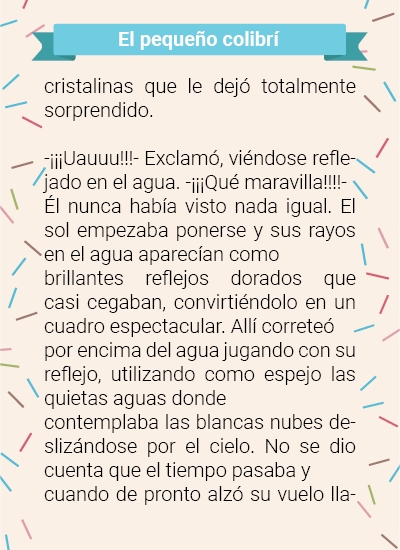 El pequeño colibrí
cristalinas que le dejó totalmente
sorprendido.
-¡¡¡Uauuu!!!- Exclamó, viéndose refle-
jado en el agua. -¡¡¡Qué maravilla!!!!-
Él nunca había visto nada igual. El
sol empezaba ponerse y sus rayos
en el agua aparecían como
brillantes reflejos dorados que
casi cegaban, convirtiéndolo en un
cuadro espectacular. Allí correteó
por encima del agua jugando con su
reflejo, utilizando como espejo las
quietas aguas donde
contemplaba las blancas nubes de-
slizándose por el cielo. No se dio
cuenta que el tiempo pasaba y
cuando de pronto alzó su vuelo lla-